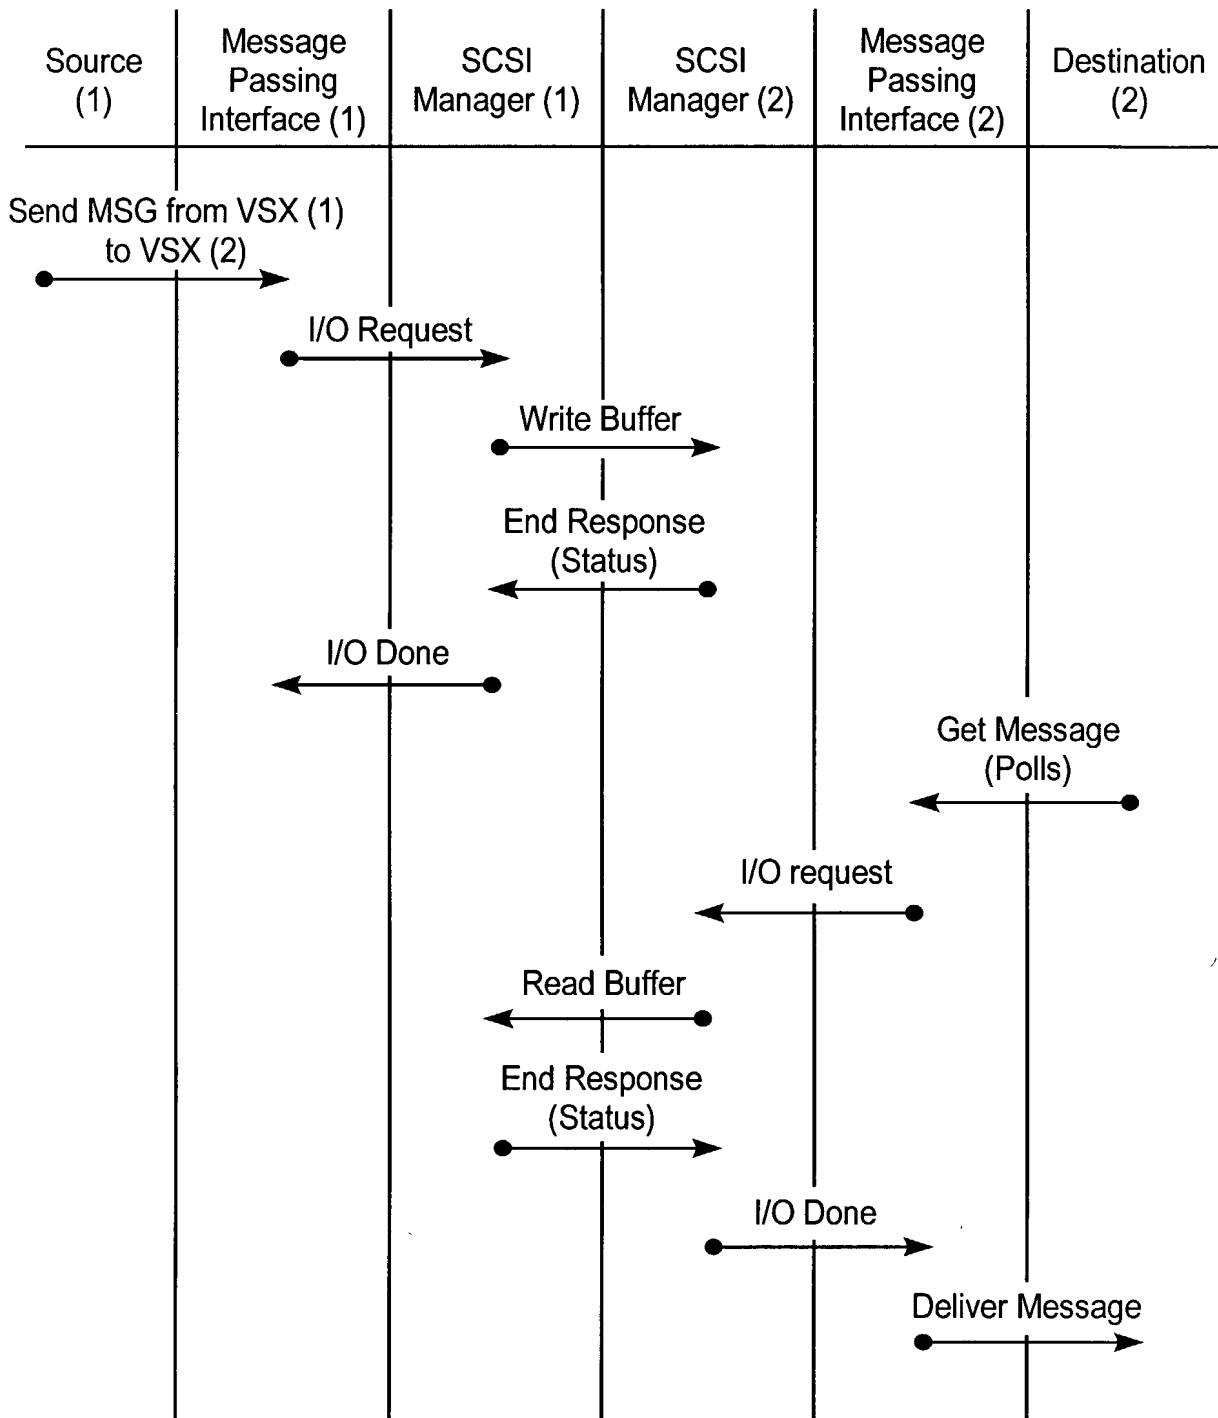 Source
(1)
Message
Passing
Interface (1)
SCSI
Manager (1)
SCSI
Manager (2)
Message
Passing
Interface (2)
Destination
(2)
Send MSG from VSX (1)
to VSX (2)
I/O Request
Write Buffer
End Response
(Status)
I/O Done
Get Message
(Polls)
I/O request
Read Buffer
End Response
(Status)
I/O Done
Deliver Message